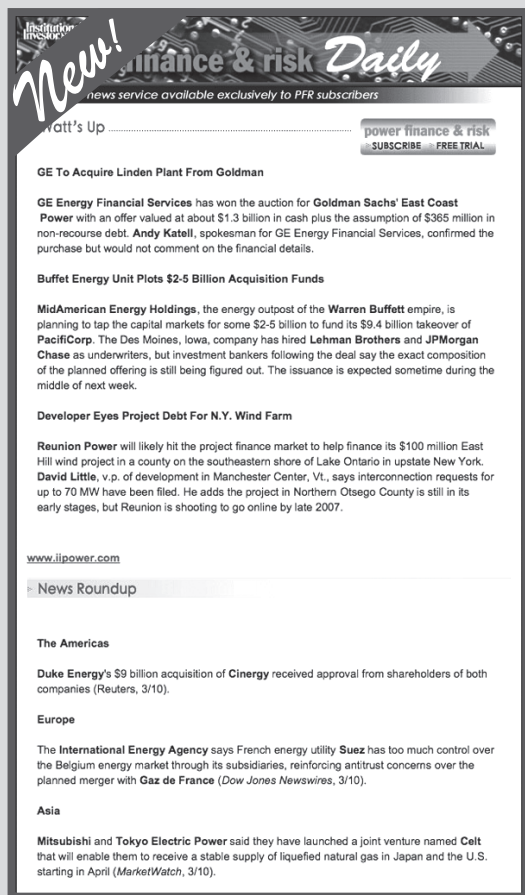 Institutional
Investor
New!
finance & risk Daily
news service available exclusively to PFR subscribers
Watt's Up
power finance & risk
SUBSCRIBE FREE TRIAL
GE To Acquire Linden Plant From Goldman
GE Energy Financial Services has won the auction for Goldman Sachs' East Coast
Power with an offer valued at about $1.3 billion in cash plus the assumption of $365 million in
non-recourse debt. Andy Katell, spokesman for GE Energy Financial Services, confirmed the
purchase but would not comment on the financial details.
Buffet Energy Unit Plots $2-5 Billion Acquisition Funds
MidAmerican Energy Holdings, the energy outpost of the Warren Buffett empire, is
planning to tap the capital markets for some $2-5 billion to fund its $9.4 billion takeover of
PacifiCorp. The Des Moines, Iowa, company has hired Lehman Brothers and JPMorgan
Chase as underwriters, but investment bankers following the deal say the exact composition
of the planned offering is still being figured out. The issuance is expected sometime during the
middle of next week.
Developer Eyes Project Debt For N.Y. Wind Farm
Reunion Power will likely hit the project finance market to help finance its $100 million East
Hill wind project in a county on the southeastern shore of Lake Ontario in upstate New York.
David Little, v.p. of development in Manchester Center, Vt., says interconnection requests for
up to 70 MW have been filed. He adds the project in Northern Otsego County is still in its
early stages, but Reunion is shooting to go online by late 2007.
www.iipower.com
News Roundup
The Americas
Duke Energy's $9 billion acquisition of Cinergy received approval from shareholders of both
companies (Reuters, 3/10).
Europe
The International Energy Agency says French energy utility Suez has too much control over
the Belgium energy market through its subsidiaries, reinforcing antitrust concerns over the
planned merger with Gaz de France (Dow Jones Newswires, 3/10).
Asia
Mitsubishi and Tokyo Electric Power said they have launched a joint venture named Celt
that will enable them to receive a stable supply of liquefied natural gas in Japan and the U.S.
starting in April (MarketWatch, 3/10).